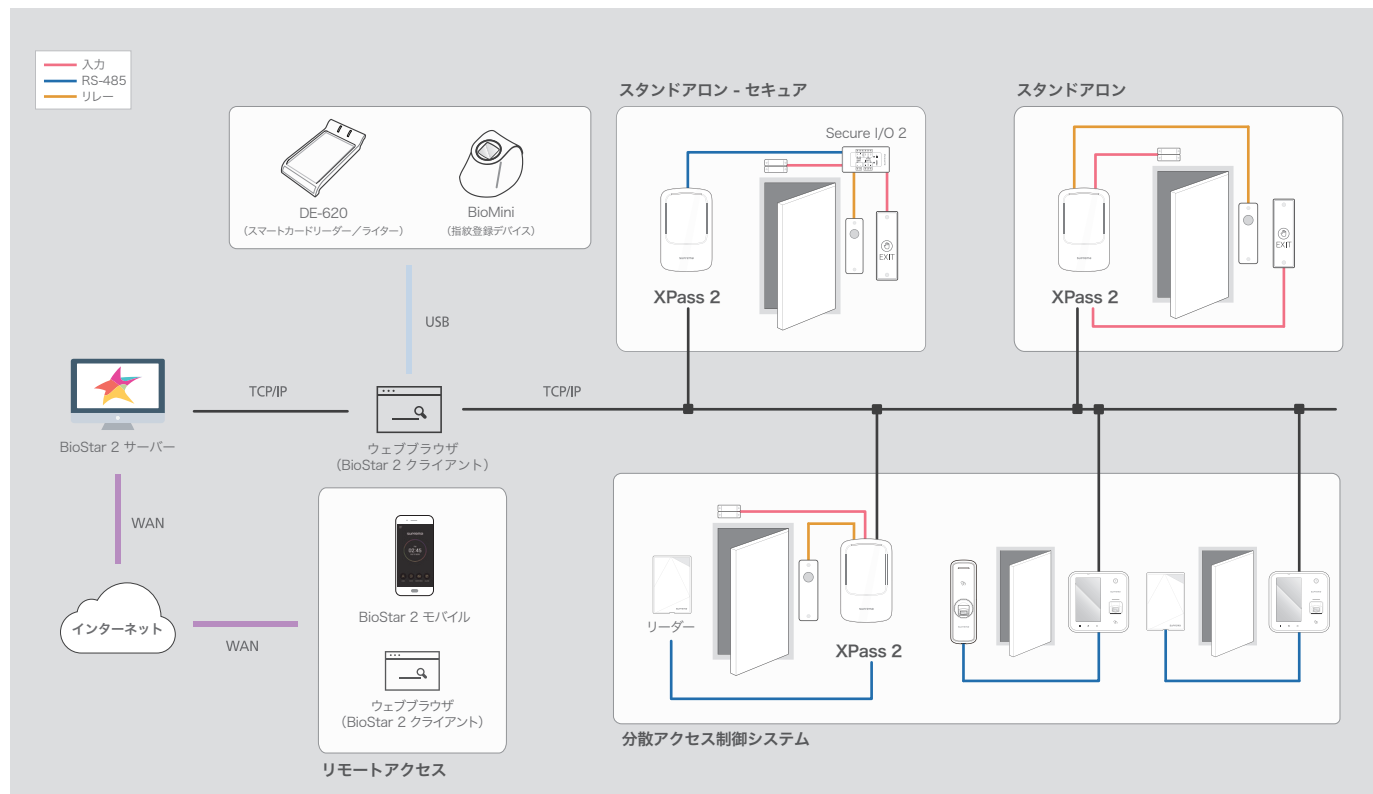 入力
RS-485
リレー
DE-620
（スマートカードリーダー／ライター）
BioMini
（指紋登録デバイス）
USB
スタンドアロン - セキュア
Secure I/O 2
EXIT
XPass 2
スタンドアロン
EXIT
XPass 2
BioStar 2 サーバー
TCP/IP
ウェブブラウザ
（BioStar 2 クライアント）
TCP/IP
WAN
インターネット
WAN
02:45
BioStar 2 モバイル
ウェブブラウザ
（BioStar 2 クライアント）
リモートアクセス
リーダー
XPass 2
分散アクセス制御システム